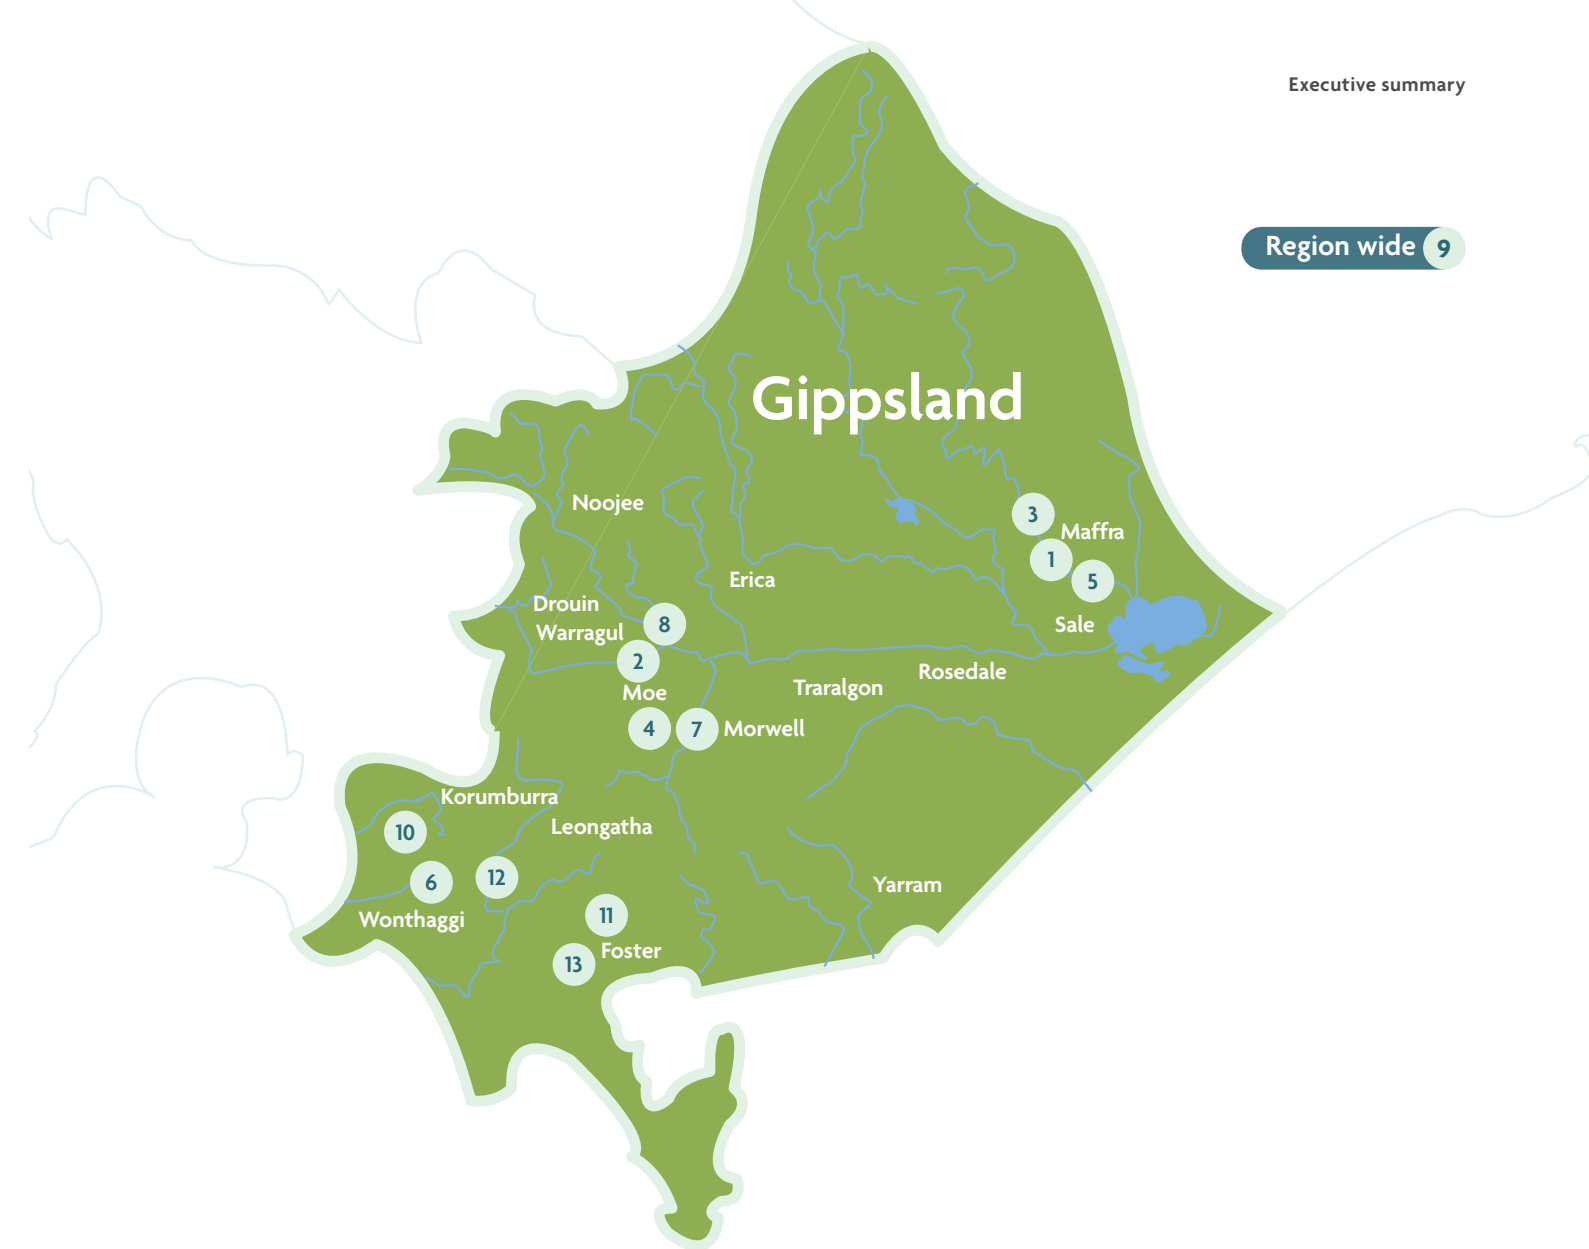 Executive summary
Region wide 9
Gippsland
Noojee
3
Maffra
1
5
Erica
Drouin
8
Sale
Warragul
2
Rosedale
Traralgon
Moe
4
7
Morwell
Korumburra
Leongatha
10
12
6
Yarram
11
Wonthaggi
Foster
13